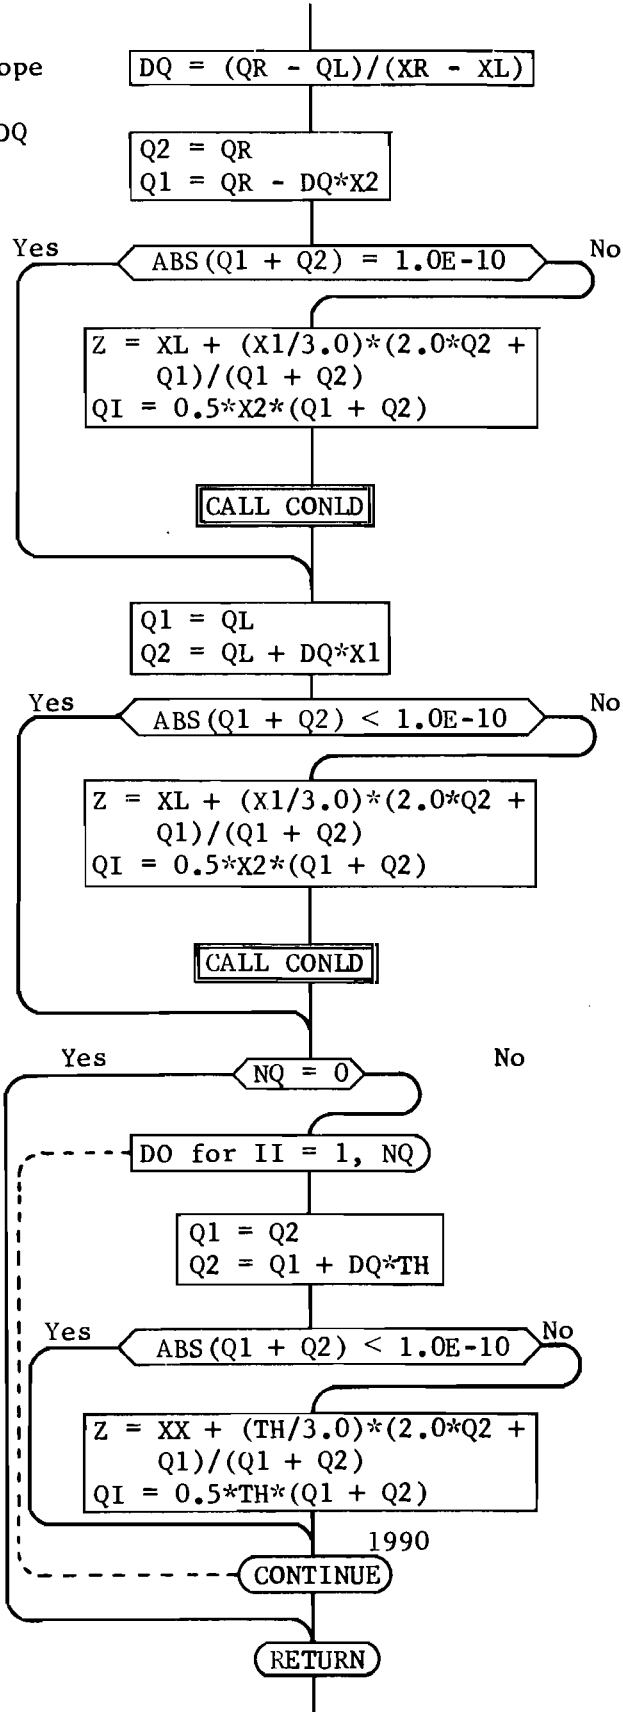 ope
DQ = (QR - QL)/(XR - XL)
DQ
Q2 = QR
Q1 = QR - DQ*X2
Yes
ABS(Q1 + Q2) = 1.0E-10
No
Z = XL + (X1/3.0)*(2.0*Q2 +
Q1)/(Q1 + Q2)
QI = 0.5*X2*(Q1 + Q2)
CALL CONLD
Q1 = QL
Q2 = QL + DQ*X1
Yes
ABS(Q1 + Q2) < 1.0E-10
No
Z = XL + (X1/3.0)*(2.0*Q2 +
Q1)/(Q1 + Q2)
QI = 0.5*X2*(Q1 + Q2)
CALL CONLD
Yes
NQ = 0
No
DO for II = 1, NQ
Q1 = Q2
Q2 = Q1 + DQ*TH
Yes
ABS(Q1 + Q2) < 1.0E-10
No
Z = XX + (TH/3.0)*(2.0*Q2 +
Q1)/(Q1 + Q2)
QI = 0.5*TH*(Q1 + Q2)
1990
CONTINUE
RETURN